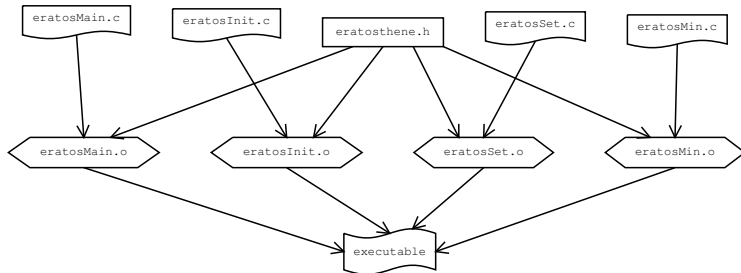 eratosMain.c
eratosInit.c
eratosthene.h
eratosSet.c
eratosMin.c
eratosMain.o
eratosInit.o
eratosSet.o
eratosMin.o
executable